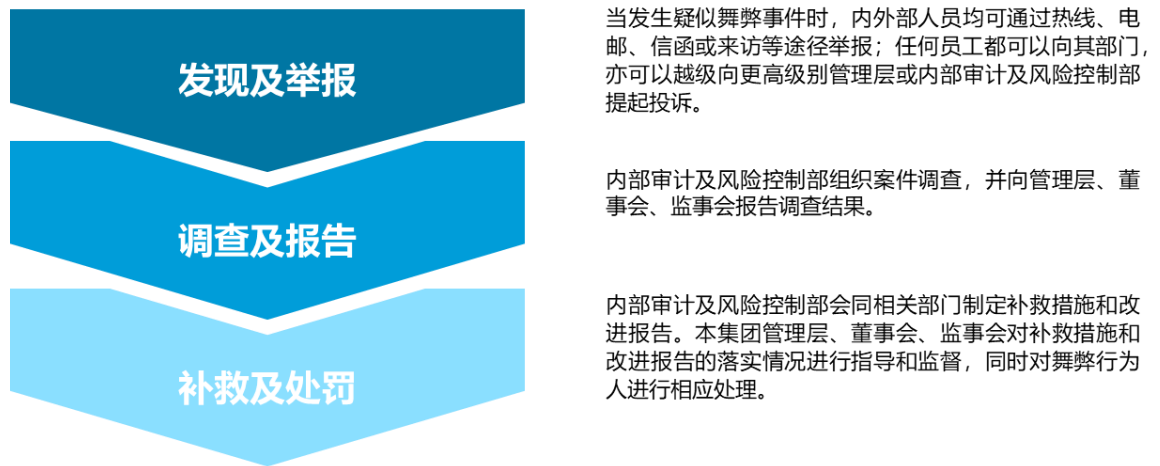 发现及举报
当发生疑似舞弊事件时，内外部人员均可通过热线、电
邮、信函或来访等途径举报；任何员工都可以向其部门，
亦可以越级向更高级别管理层或内部审计及风险控制部
提起投诉。
调查及报告
内部审计及风险控制部组织案件调查，并向管理层、董
事会、监事会报告调查结果。
补救及处罚
内部审计及风险控制部会同相关部门制定补救措施和改
进报告。本集团管理层、董事会、监事会对补救措施和
改进报告的落实情况进行指导和监督，同时对舞弊行为
人进行相应处理。